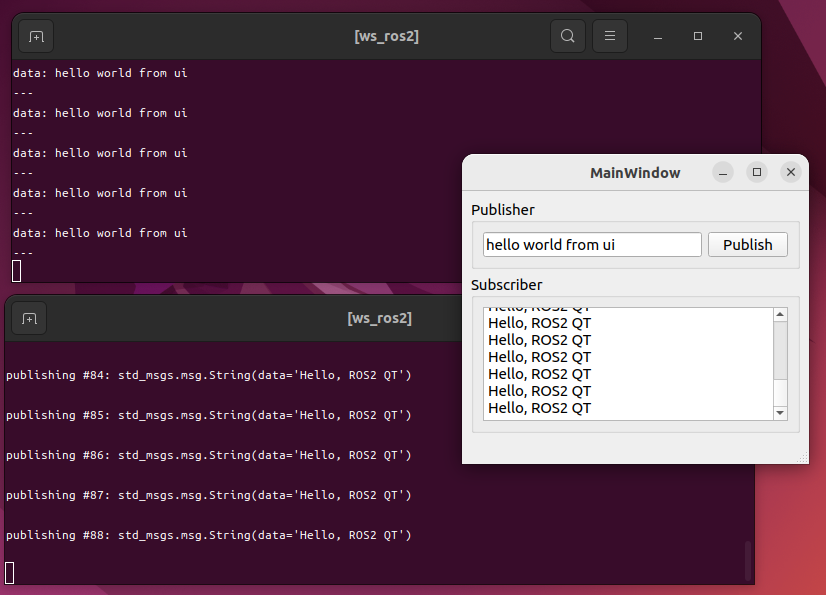 [ws_ros2]
data: hello world from ui
---
data: hello world from ui
---
data: hello world from ui
---
data: hello world from ui
---
data: hello world from ui
---
MainWindow
Publisher
hello world from ui
Publish
Subscriber
Hello, ROS2 QT
Hello, ROS2 QT
Hello, ROS2 QT
Hello, ROS2 QT
Hello, ROS2 QT
Hello, ROS2 QT
Hello, ROS2 QT
[ws_ros2]
publishing #84: std_msgs.msg.String(data='Hello, ROS2 QT')
publishing #85: std_msgs.msg.String(data='Hello, ROS2 QT')
publishing #86: std_msgs.msg.String(data='Hello, ROS2 QT')
publishing #87: std_msgs.msg.String(data='Hello, ROS2 QT')
publishing #88: std_msgs.msg.String(data='Hello, ROS2 QT')